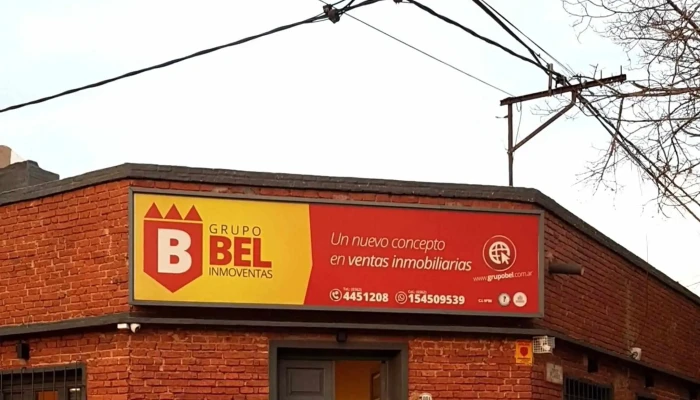 B
GRUPO
BEL
INMOVENTAS
Un nuevo concepto
en ventas inmobiliarias
4451208
154509539
www.grupobel.com.ar